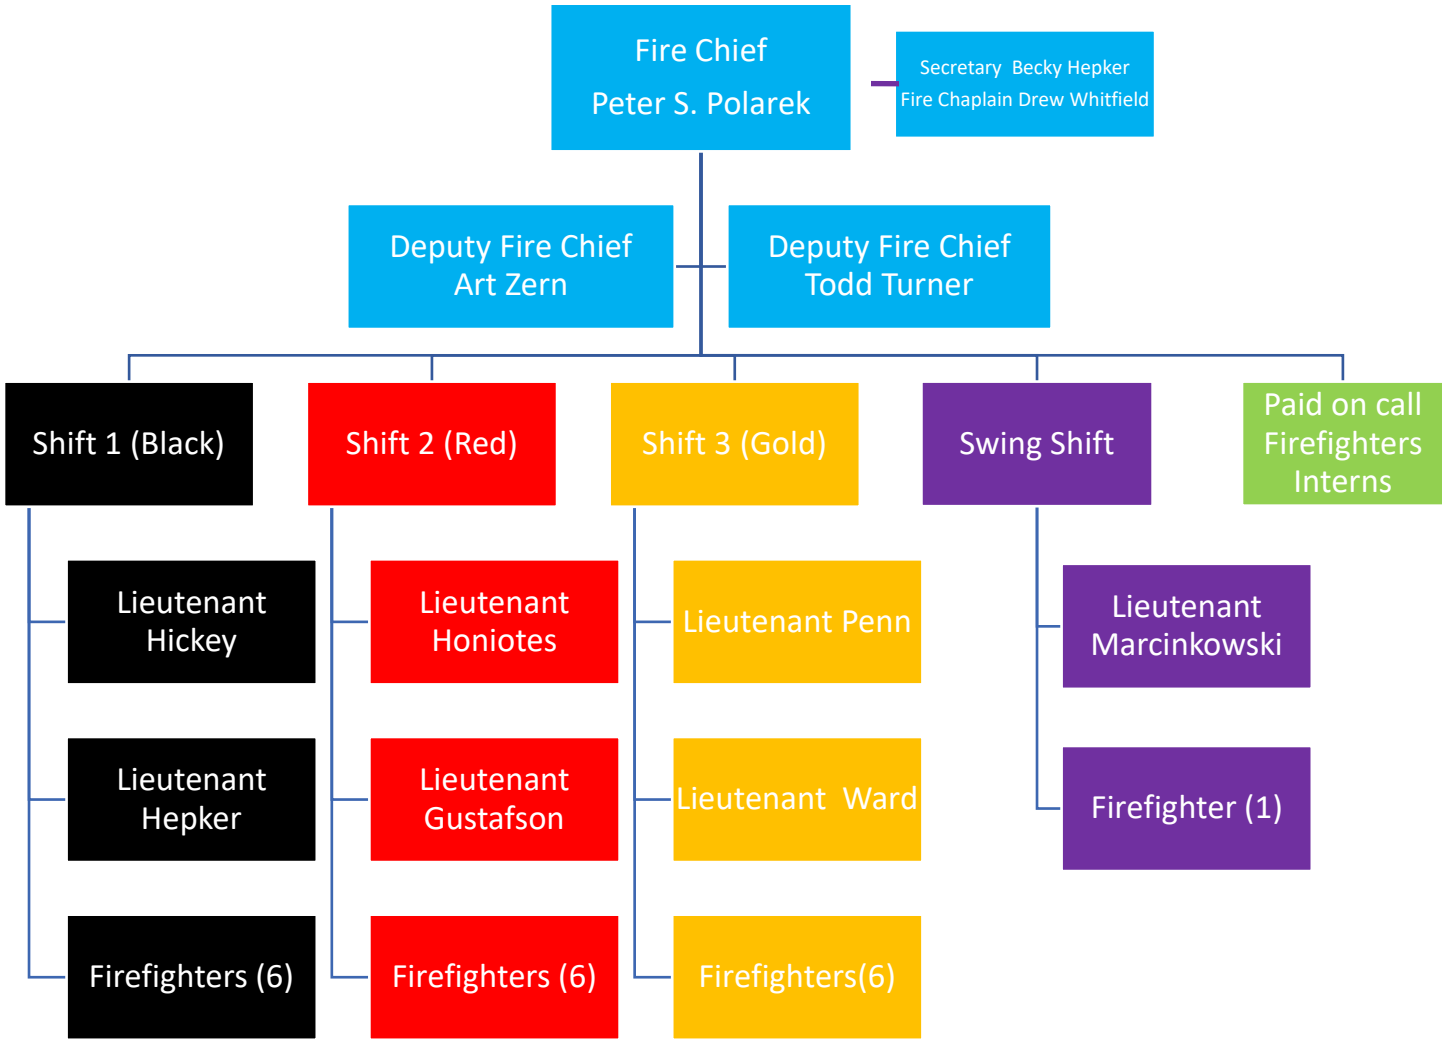 Fire Chief
Peter S. Polarek
Secretary  Becky Hepker
Fire Chaplain Drew Whitfield
Deputy Fire Chief
Art Zern
Deputy Fire Chief
Todd Turner
Shift 1 (Black)
Shift 2 (Red)
Shift 3 (Gold)
Swing Shift
Paid on call
Firefighters
Interns
Lieutenant
Hickey
Lieutenant
Honiotes
Lieutenant Penn
Lieutenant
Marcinkowski
Lieutenant
Hepker
Lieutenant
Gustafson
Lieutenant  Ward
Firefighter (1)
Firefighters (6)
Firefighters (6)
Firefighters(6)